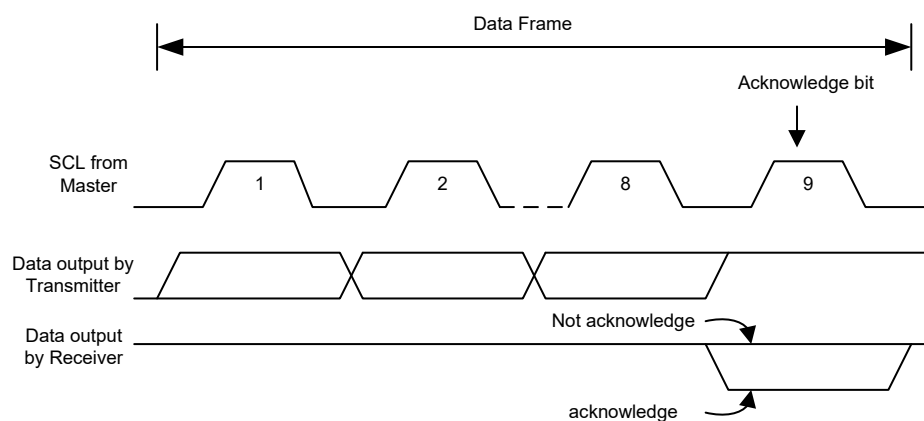 Data Frame
Acknowledge bit
SCL from
Master
1
2
8
9
Data output by
Transmitter
Not acknowledge
Data output
by Receiver
acknowledge